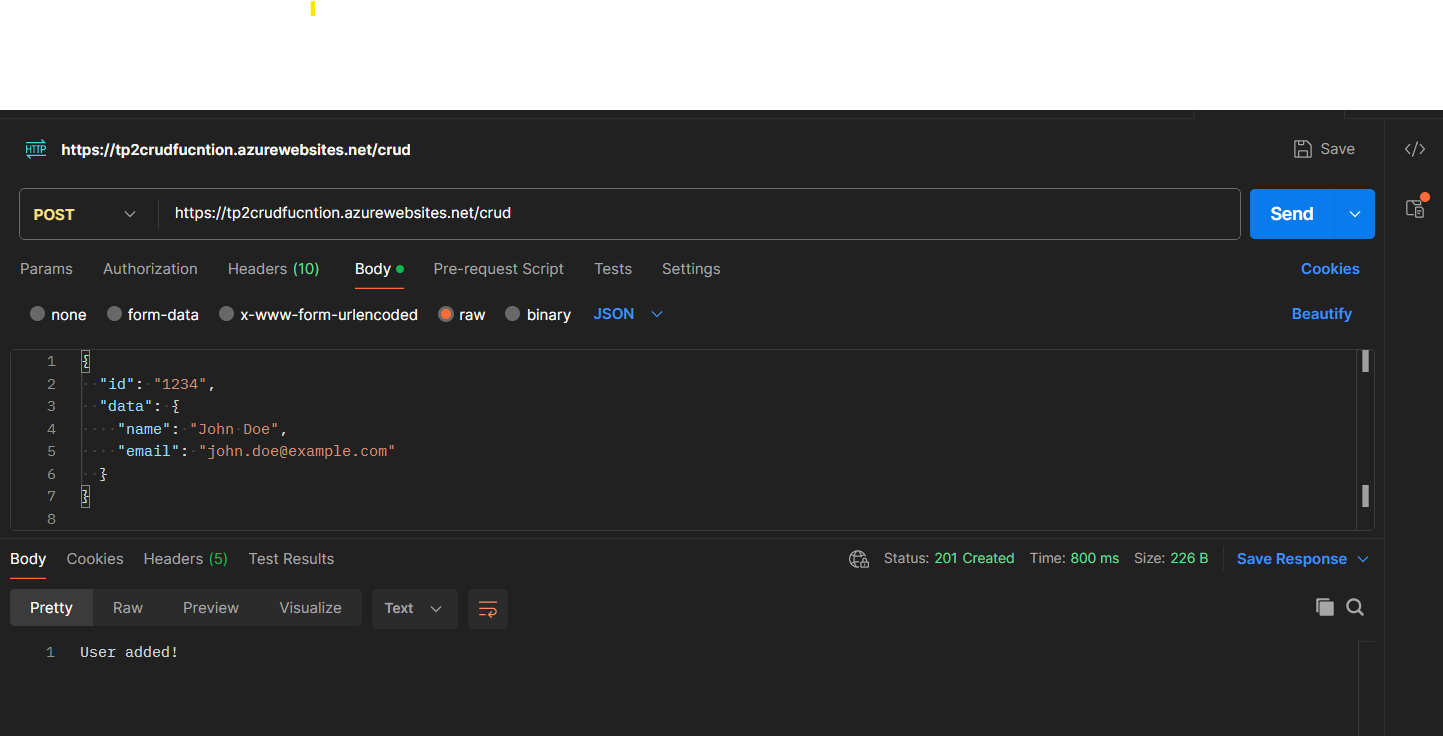 HTTP https://tp2crudfucntion.azurewebsites.net/crud Save </>
POST https://tp2crudfucntion.azurewebsites.net/crud Send
Params Authorization Headers (10) Body Pre-request Script Tests Settings Cookies
none form-data x-www-form-urlencoded raw binary JSON Beautify
1 {
2 "id": "1234",
3 "data": {
4 "name": "John Doe",
5 "email": "john.doe@example.com"
6 }
7 }
8
Body Cookies Headers (5) Test Results Status: 201 Created Time: 800 ms Size: 226 B Save Response
Pretty Raw Preview Visualize Text
1 User added!